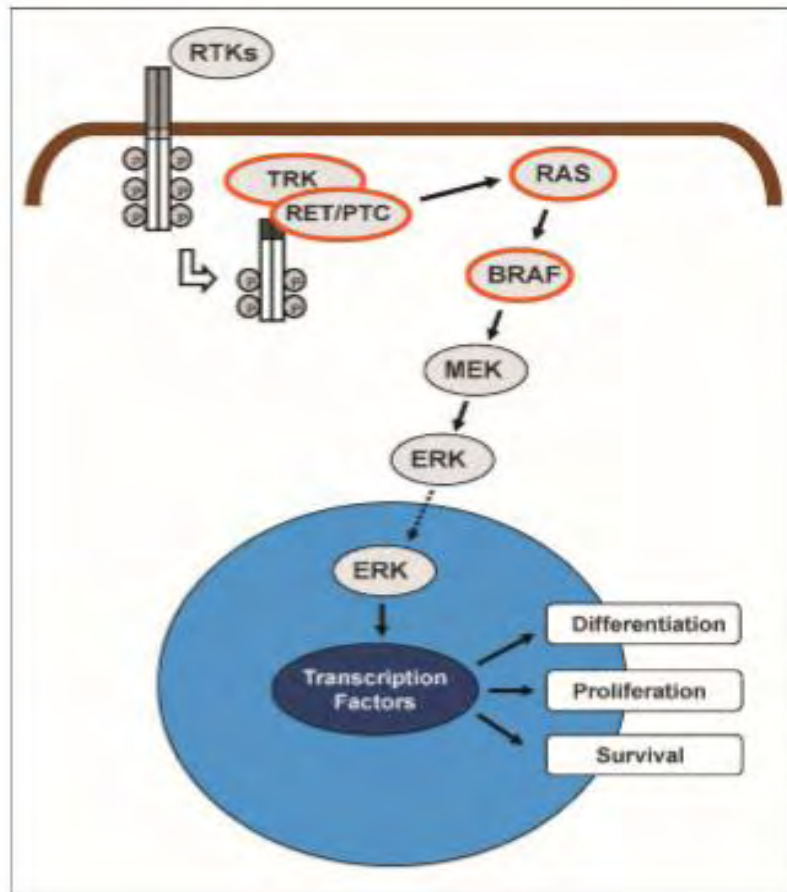 RTKs
TRK
RET/PTC
RAS
BRAF
MEK
ERK
ERK
Transcription
Factors
Differentiation
Proliferation
Survival